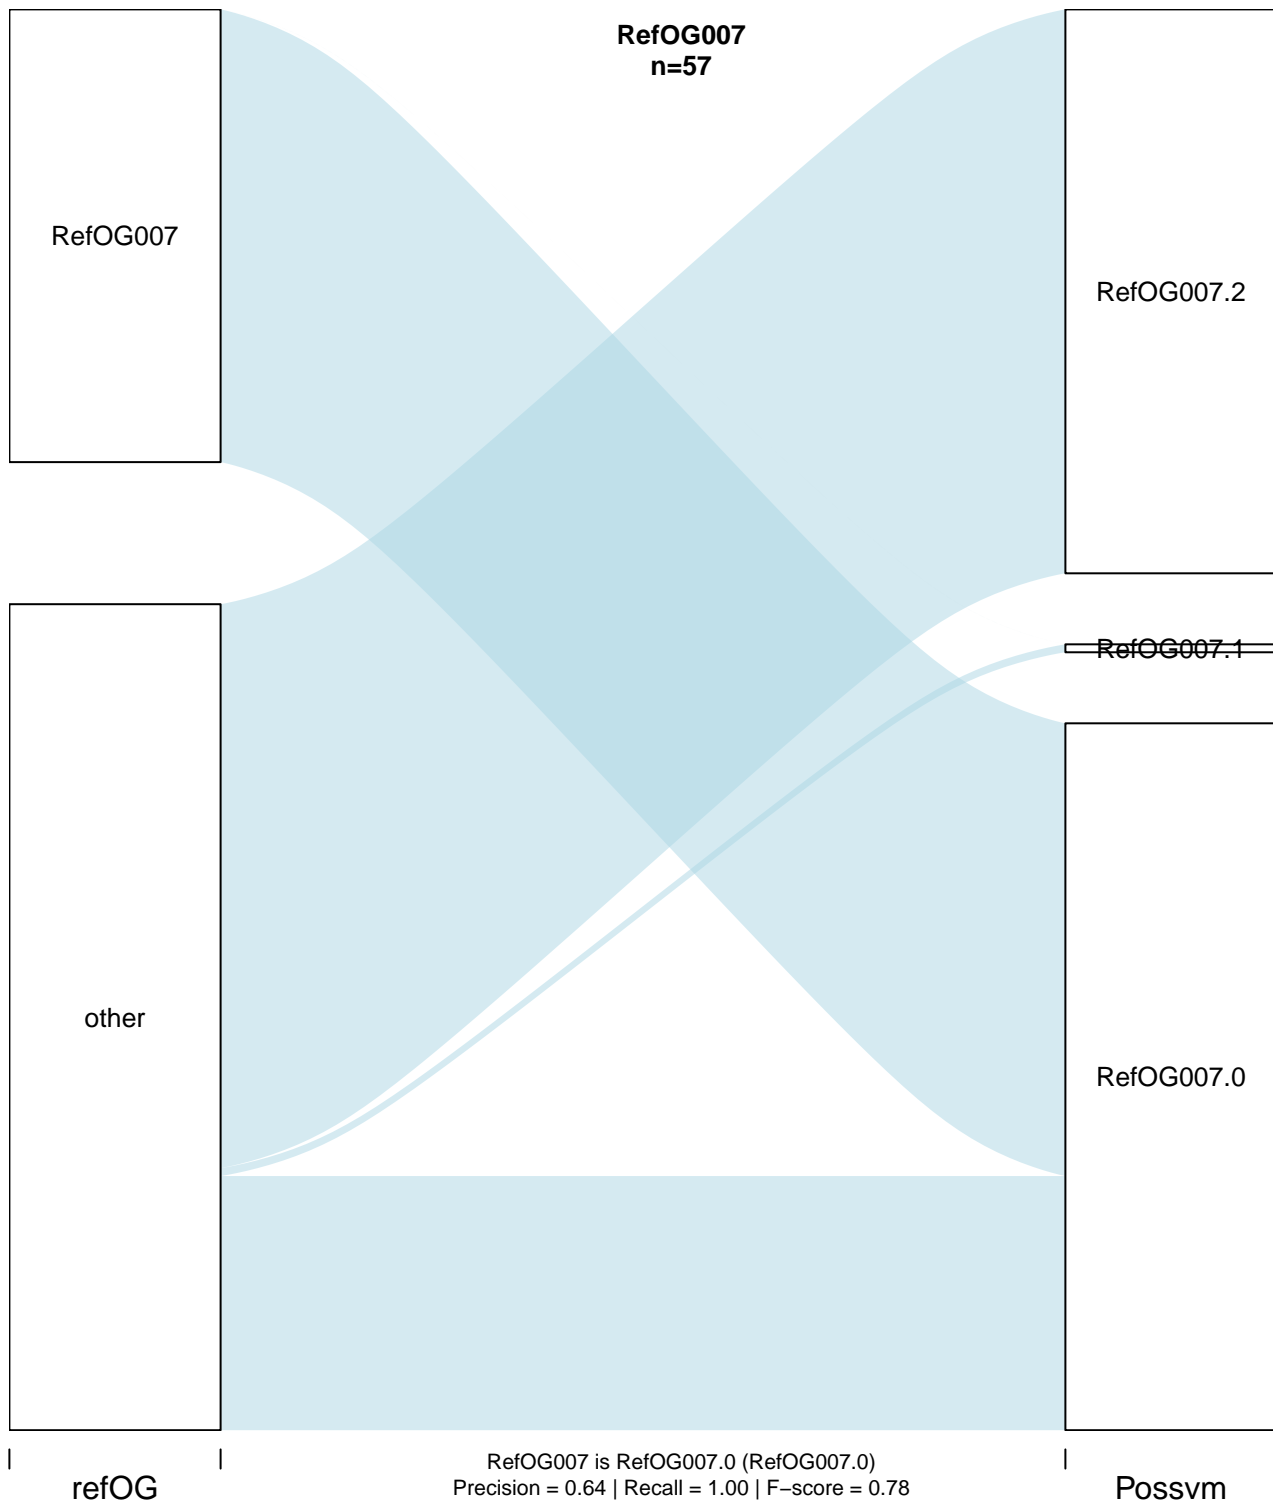 RefOG007
n=57
RefOG007
RefOG007.2
RefOG007.1
other
RefOG007.0
RefOG007 is RefOG007.0 (RefOG007.0)
Precision = 0.64 | Recall = 1.00 | F−score = 0.78
refOG
Possvm